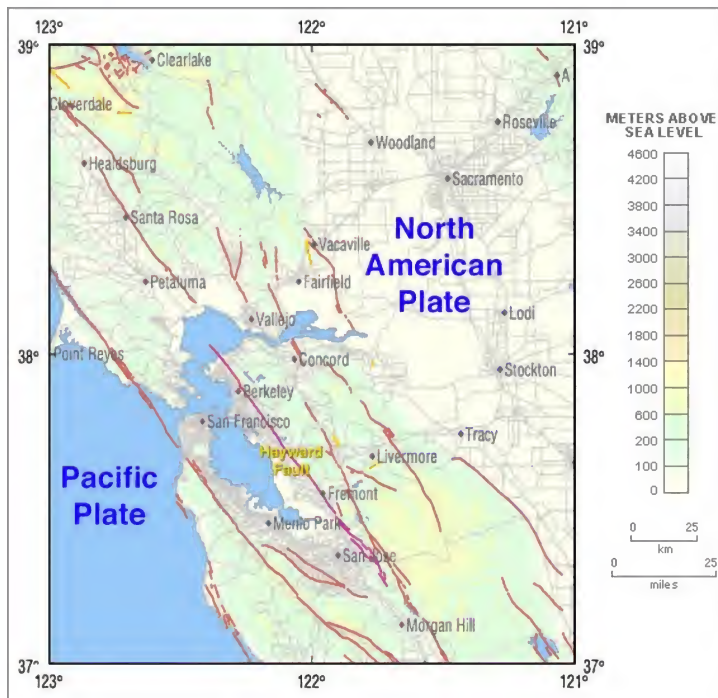 123°
122°
121°
39°
39°
Clearlake
A
Cloverdale
Roseville
Woodland
Healdsburg
Sacramento
Santa Rosa
North
American
Plate
Vacaville
Petaluma
Fairfield
Vallejo
Lodi
38°
38°
Point Reyes
Concord
Stockton
Berkeley
San Francisco
Tracy
Hayward
Fault
Livermore
Pacific
Plate
Fremont
Menlo Park
San Jose
Morgan Hill
37°
37°
123°
122°
121°
METERS ABOVE
SEA LEVEL
4600
4200
3800
3400
3000
2600
2200
1800
1400
1000
600
200
100
0
0 25
km
0 25
miles